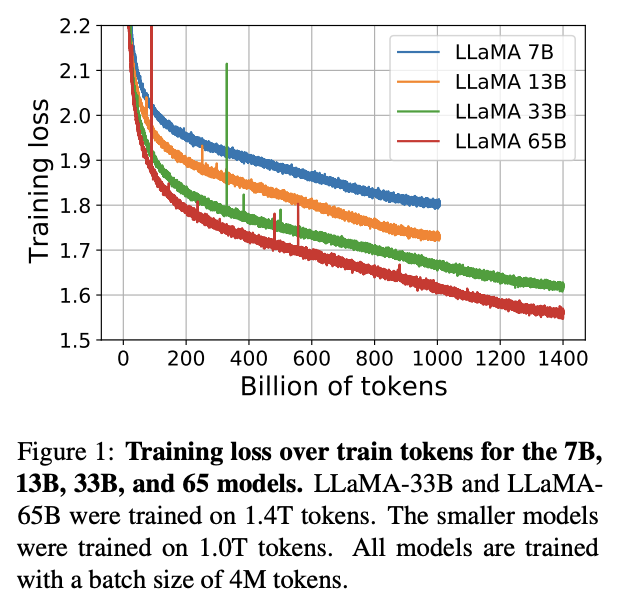 2.2
2.1
2.0
1.9
1.8
1.7
1.6
1.5
Training loss
LLaMA 7B
LLaMA 13B
LLaMA 33B
LLaMA 65B
0 200 400 600 800 1000 1200 1400
Billion of tokens
Figure 1: Training loss over train tokens for the 7B,
13B, 33B, and 65 models. LLaMA-33B and LLaMA-
65B were trained on 1.4T tokens. The smaller models
were trained on 1.0T tokens. All models are trained
with a batch size of 4M tokens.